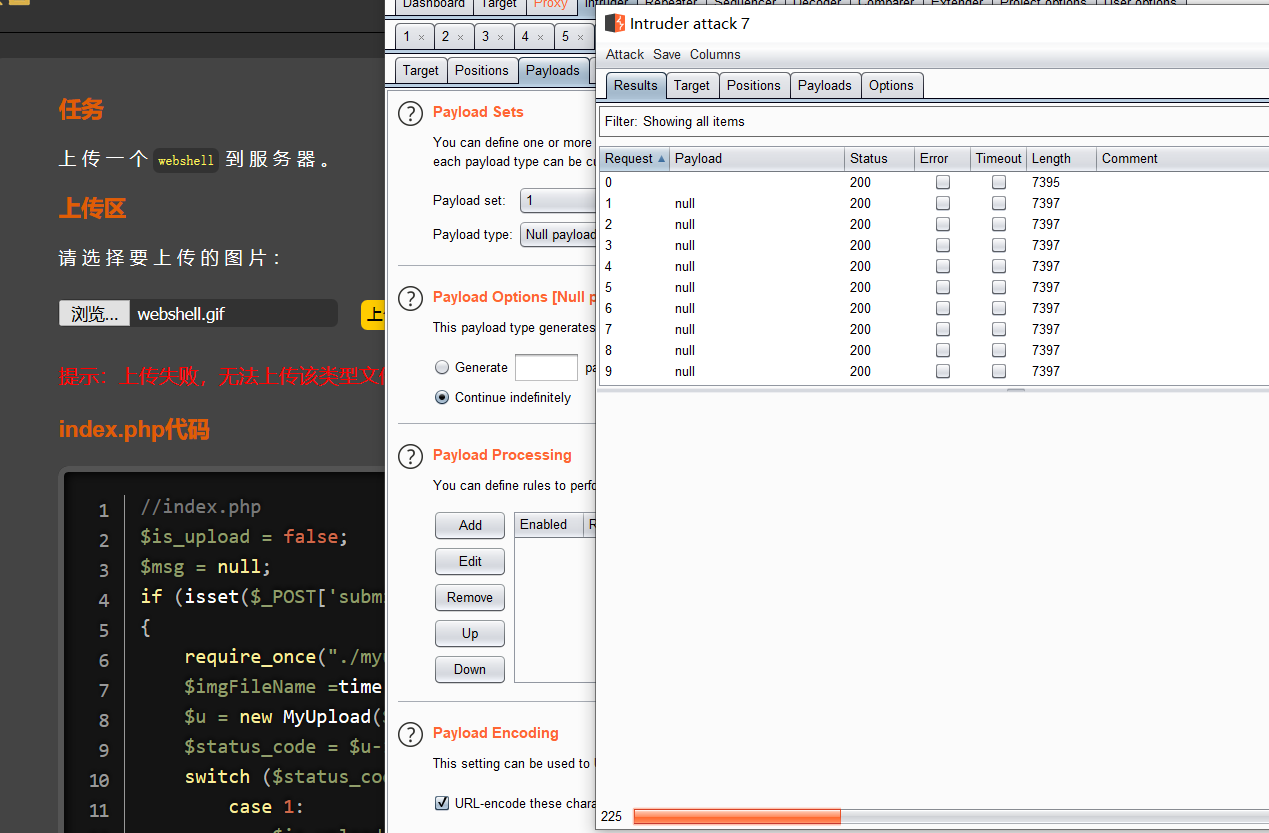 任务
上传一个 webshell 到服务器。
上传区
请选择要上传的图片：
浏览... webshell.gif
上
提示：上传失败，无法上传该类型文件
index.php代码
1 //index.php
2 $is_upload = false;
3 $msg = null;
4 if (isset($_POST['subm
5 {
6 require_once("./my
7 $imgFileName =time
8 $u = new MyUpload(
9 $status_code = $u-
10 switch ($status_co
11 case 1:
Dashboard Target Proxy Intruder Repeater Sequencer Decoder Comparer Extender Project options User options
1 × 2 × 3 × 4 × 5 ×
Target Positions Payloads
? Payload Sets
You can define one or more
each payload type can be cu
Payload set: 1
Payload type: Null payload
? Payload Options [Null p
This payload type generates
Generate pa
Continue indefinitely
? Payload Processing
You can define rules to perfo
Add Enabled R
Edit
Remove
Up
Down
? Payload Encoding
This setting can be used to
URL-encode these chara
Intruder attack 7
Attack Save Columns
Results Target Positions Payloads Options
Filter: Showing all items
Request Payload Status Error Timeout Length Comment
0 200 7395
1 null 200 7397
2 null 200 7397
3 null 200 7397
4 null 200 7397
5 null 200 7397
6 null 200 7397
7 null 200 7397
8 null 200 7397
9 null 200 7397
225